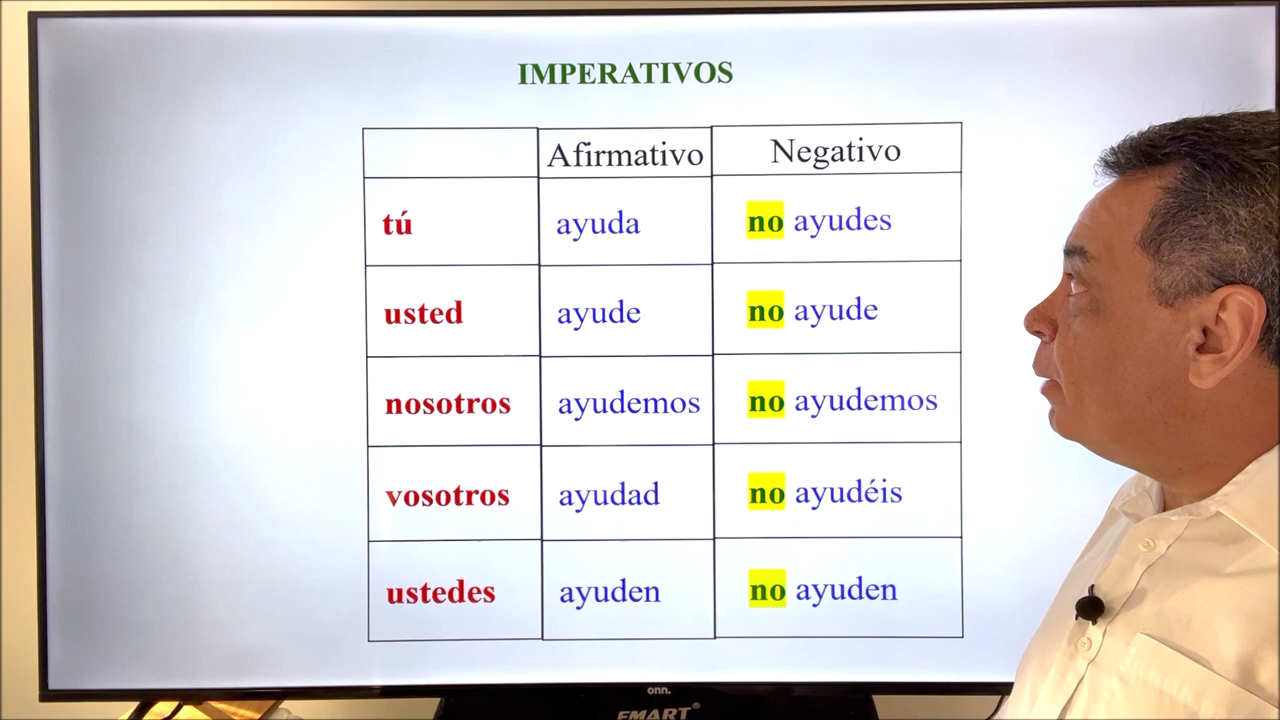 IMPERATIVOS
Afirmativo Negativo
tú ayuda no ayudes
usted ayude no ayude
nosotros ayudemos no ayudemos
vosotros ayudad no ayudéis
ustedes ayuden no ayuden
onn.
EMART®